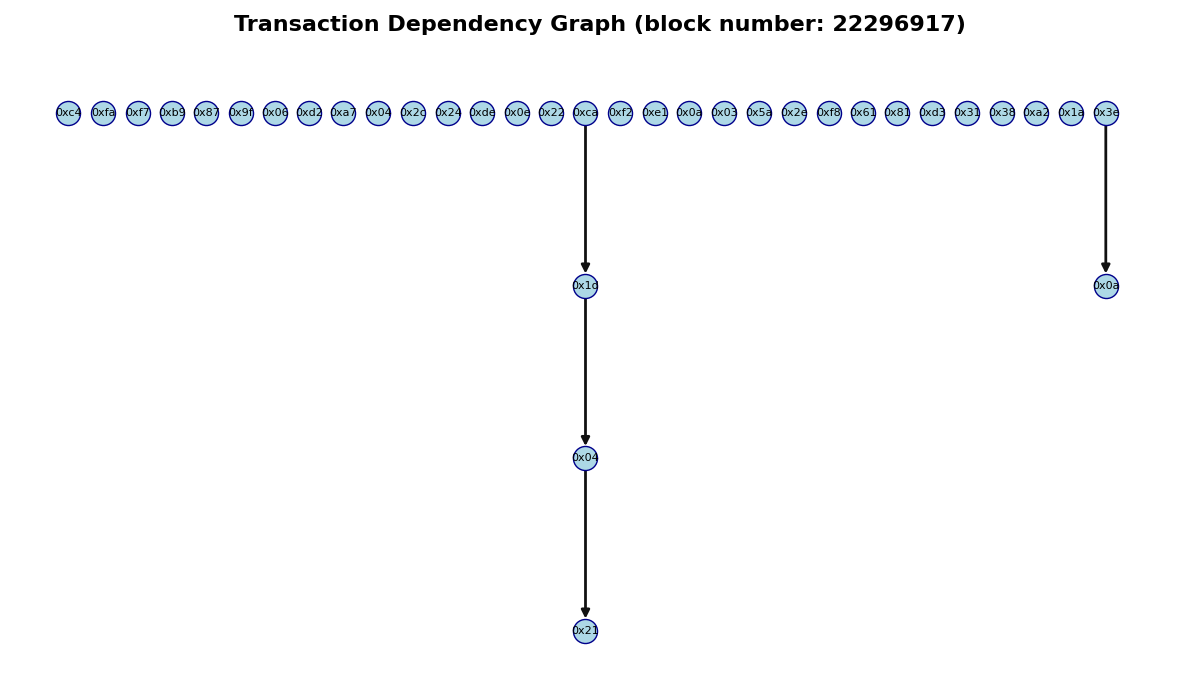 Transaction Dependency Graph (block number: 22296917)
0xc4 0xfa 0xf7 0xb9 0x87 0x9f 0x06 0xd2 0xa7 0x04 0x2c 0x24 0xde 0x0e 0x22 0xca 0xf2 0xe1 0x0a 0x03 0x5a 0x2e 0xf8 0x61 0x81 0xd3 0x31 0x38 0xa2 0x1a 0x3e
0x1d 0x0a
0x04
0x21